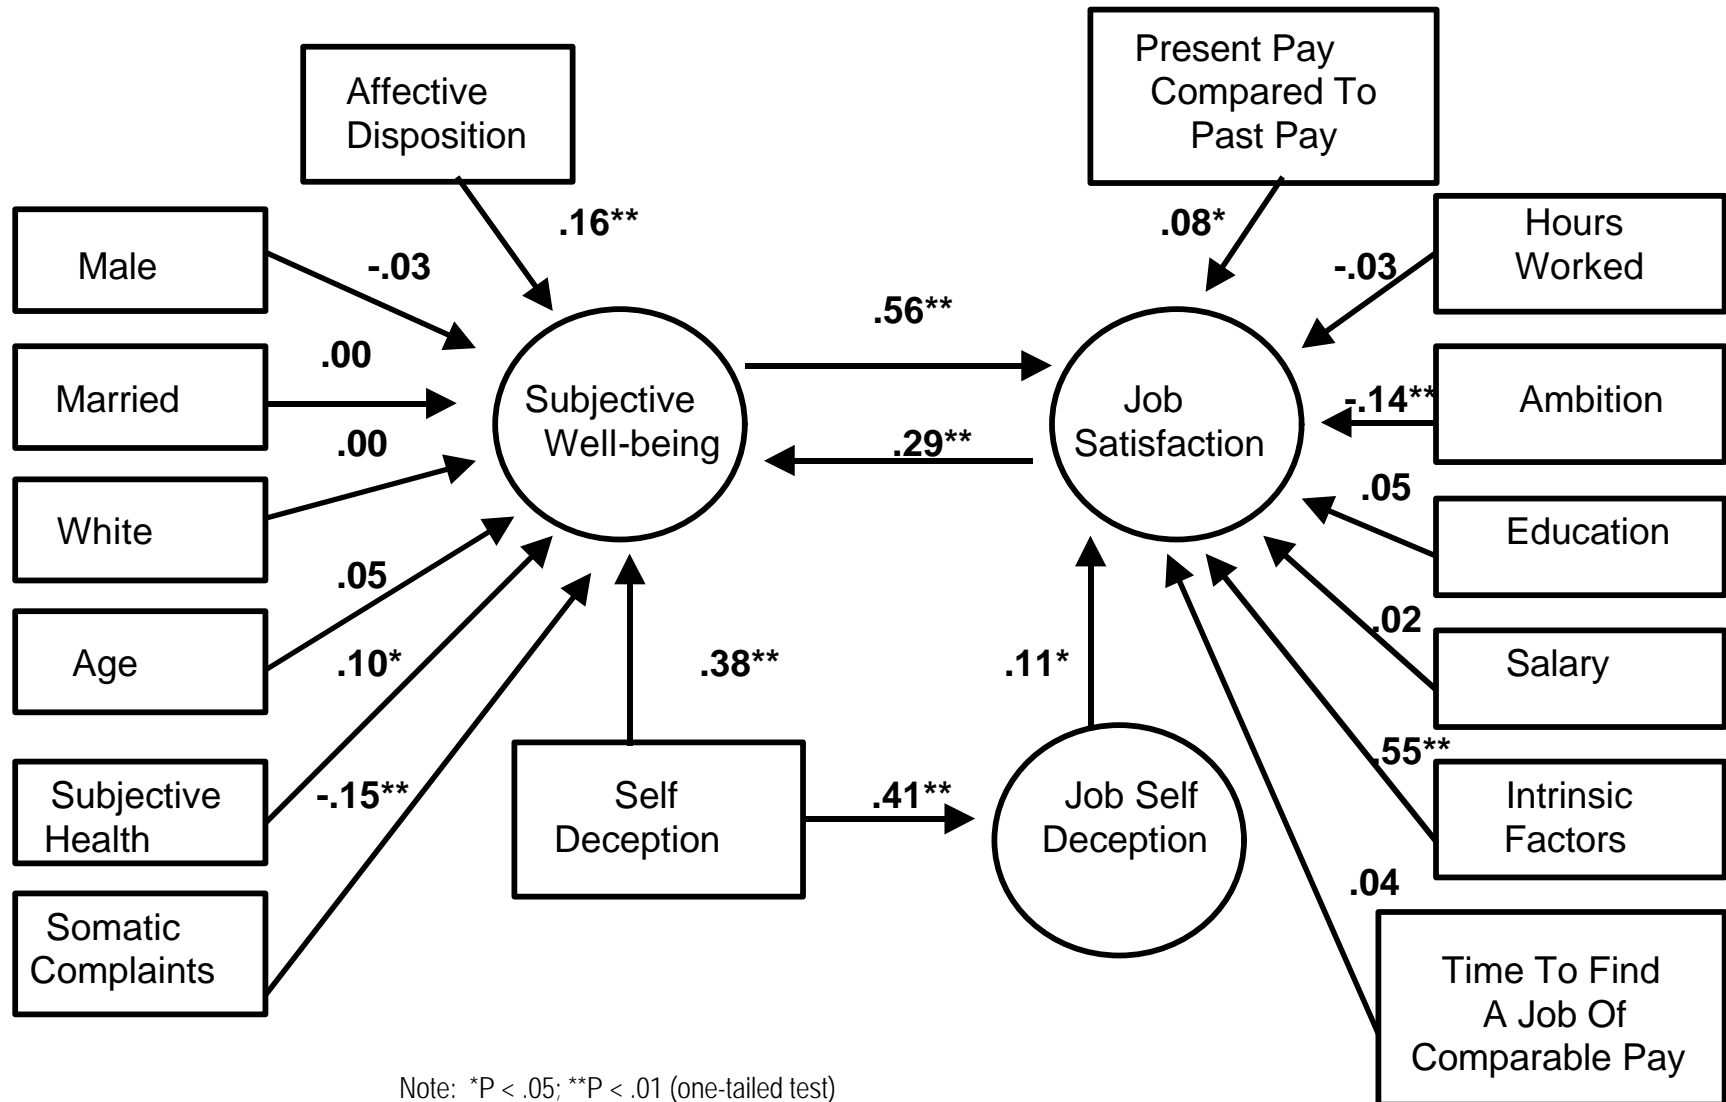 Present Pay
Compared To
Past Pay
Affective
Disposition
.16**
.08*
Hours
Worked
Male
-.03
-.03
.56**
.00
Married
Subjective
Well-being
Job
Satisfaction
-.14**
Ambition
.00
.29**
.05
White
Education
.05
.02
Age
.10*
.38**
.11*
Salary
.55**
Subjective
Health
-.15**
Self
Deception
.41**
Job Self
Deception
Intrinsic
Factors
.04
Somatic
Complaints
Time To Find
A Job Of
Comparable Pay
Note: *P < .05; **P < .01 (one-tailed test)